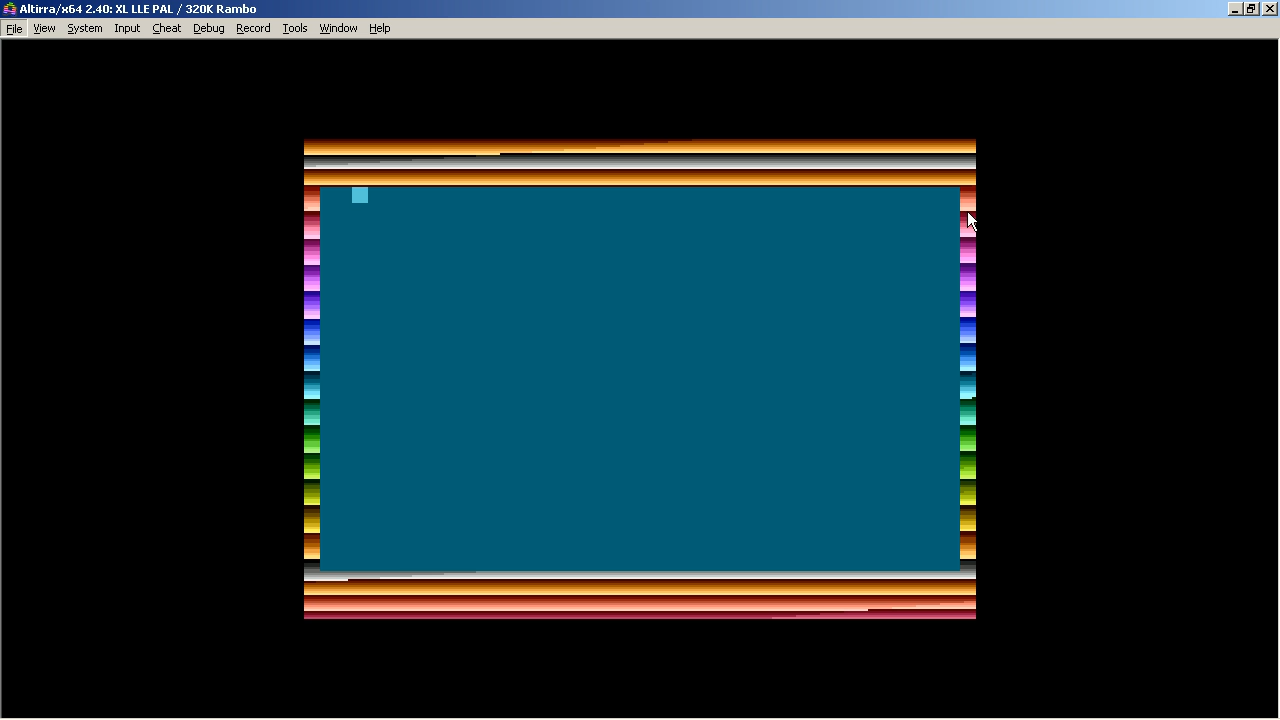 Altirra/x64 2.40: XL LLE PAL / 320K Rambo
File View System Input Cheat Debug Record Tools Window Help